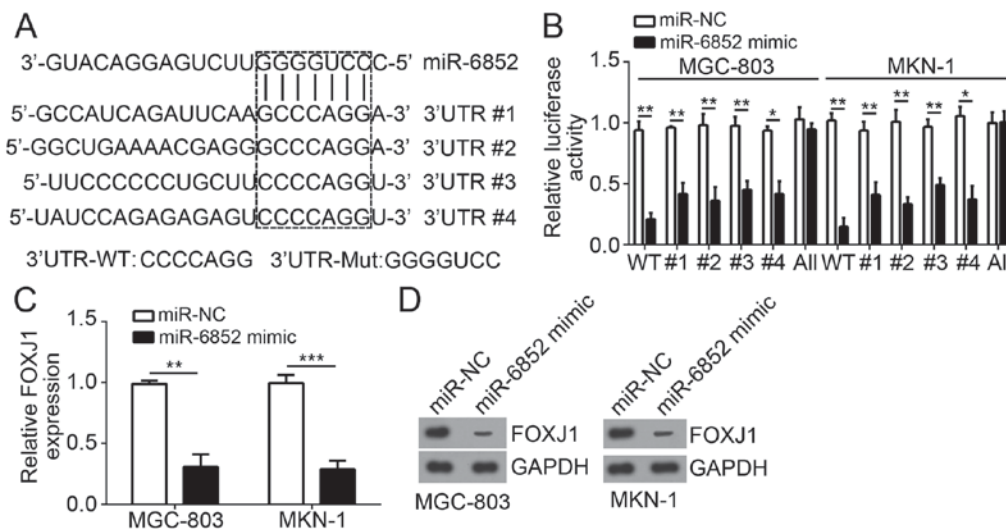 A
3'-GUACAGGAGUCUUGGGGUCCC-5' miR-6852
5'-GCCAUCAGAUUCAAGCCCAGGA-3' 3'UTR #1
5'-GGCUGAAAACGAGGGCCCAGGA-3' 3'UTR #2
5'-UUCCCCCCUGCUUCCCCAGGU-3' 3'UTR #3
5'-UAUCCAGAGAGAGUCCCCAGGU-3' 3'UTR #4
3'UTR-WT:CCCCAGG 3'UTR-Mut:GGGGUCC
B
miR-NC
miR-6852 mimic
MGC-803 MKN-1
** ** ** ** * ** ** ** ** *
Relative luciferase activity
1.5
1.0
0.5
0.0
WT #1 #2 #3 #4 All WT #1 #2 #3 #4 Al
C
miR-NC
miR-6852 mimic
Relative FOXJ1 expression
1.5
1.0
0.5
0.0
** ***
MGC-803 MKN-1
D
miR-NC miR-6852 mimic miR-NC miR-6852 mimic
FOXJ1 FOXJ1
GAPDH GAPDH
MGC-803 MKN-1